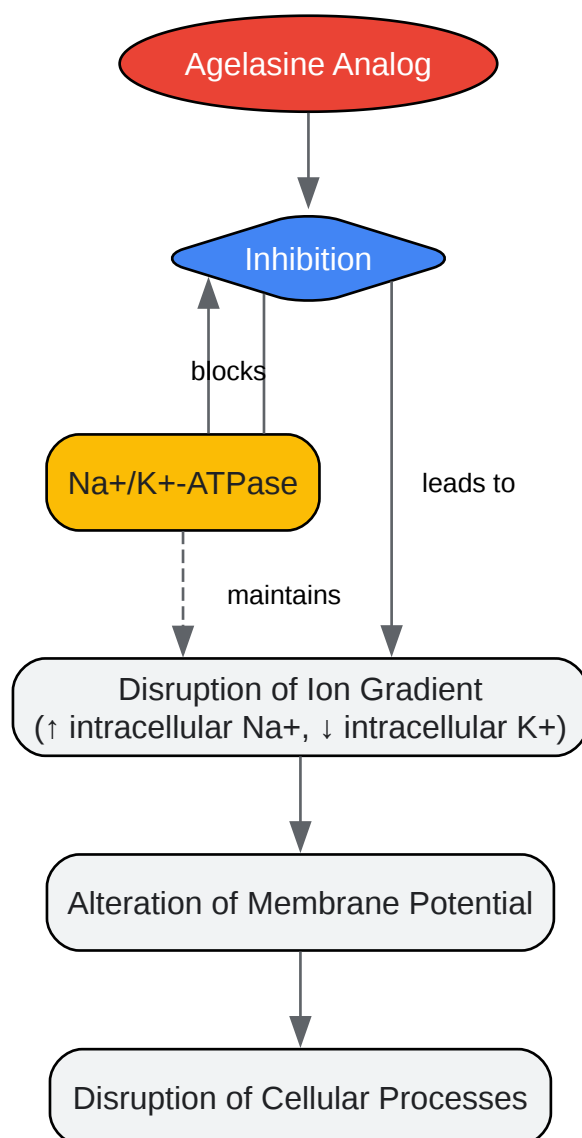 Agelasine Analog
Inhibition
blocks
Na+/K+-ATPase
leads to
maintains
Disruption of Ion Gradient
(↑ intracellular Na+, ↓ intracellular K+)
Alteration of Membrane Potential
Disruption of Cellular Processes